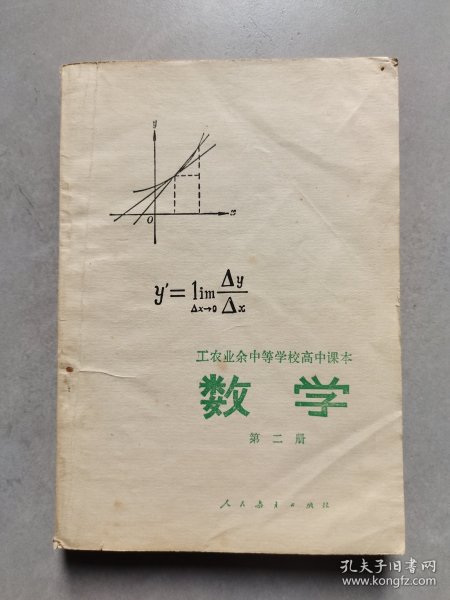 y
O
x
y′=lim Δy/Δx
Δx→0
工农业余中等学校高中课本
数学
第二册
人民教育出版社
孔夫子旧书网
www.kongfz.com